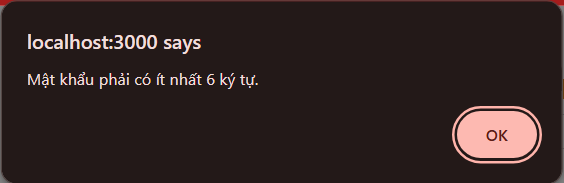 localhost:3000 says
Mật khẩu phải có ít nhất 6 ký tự.
OK